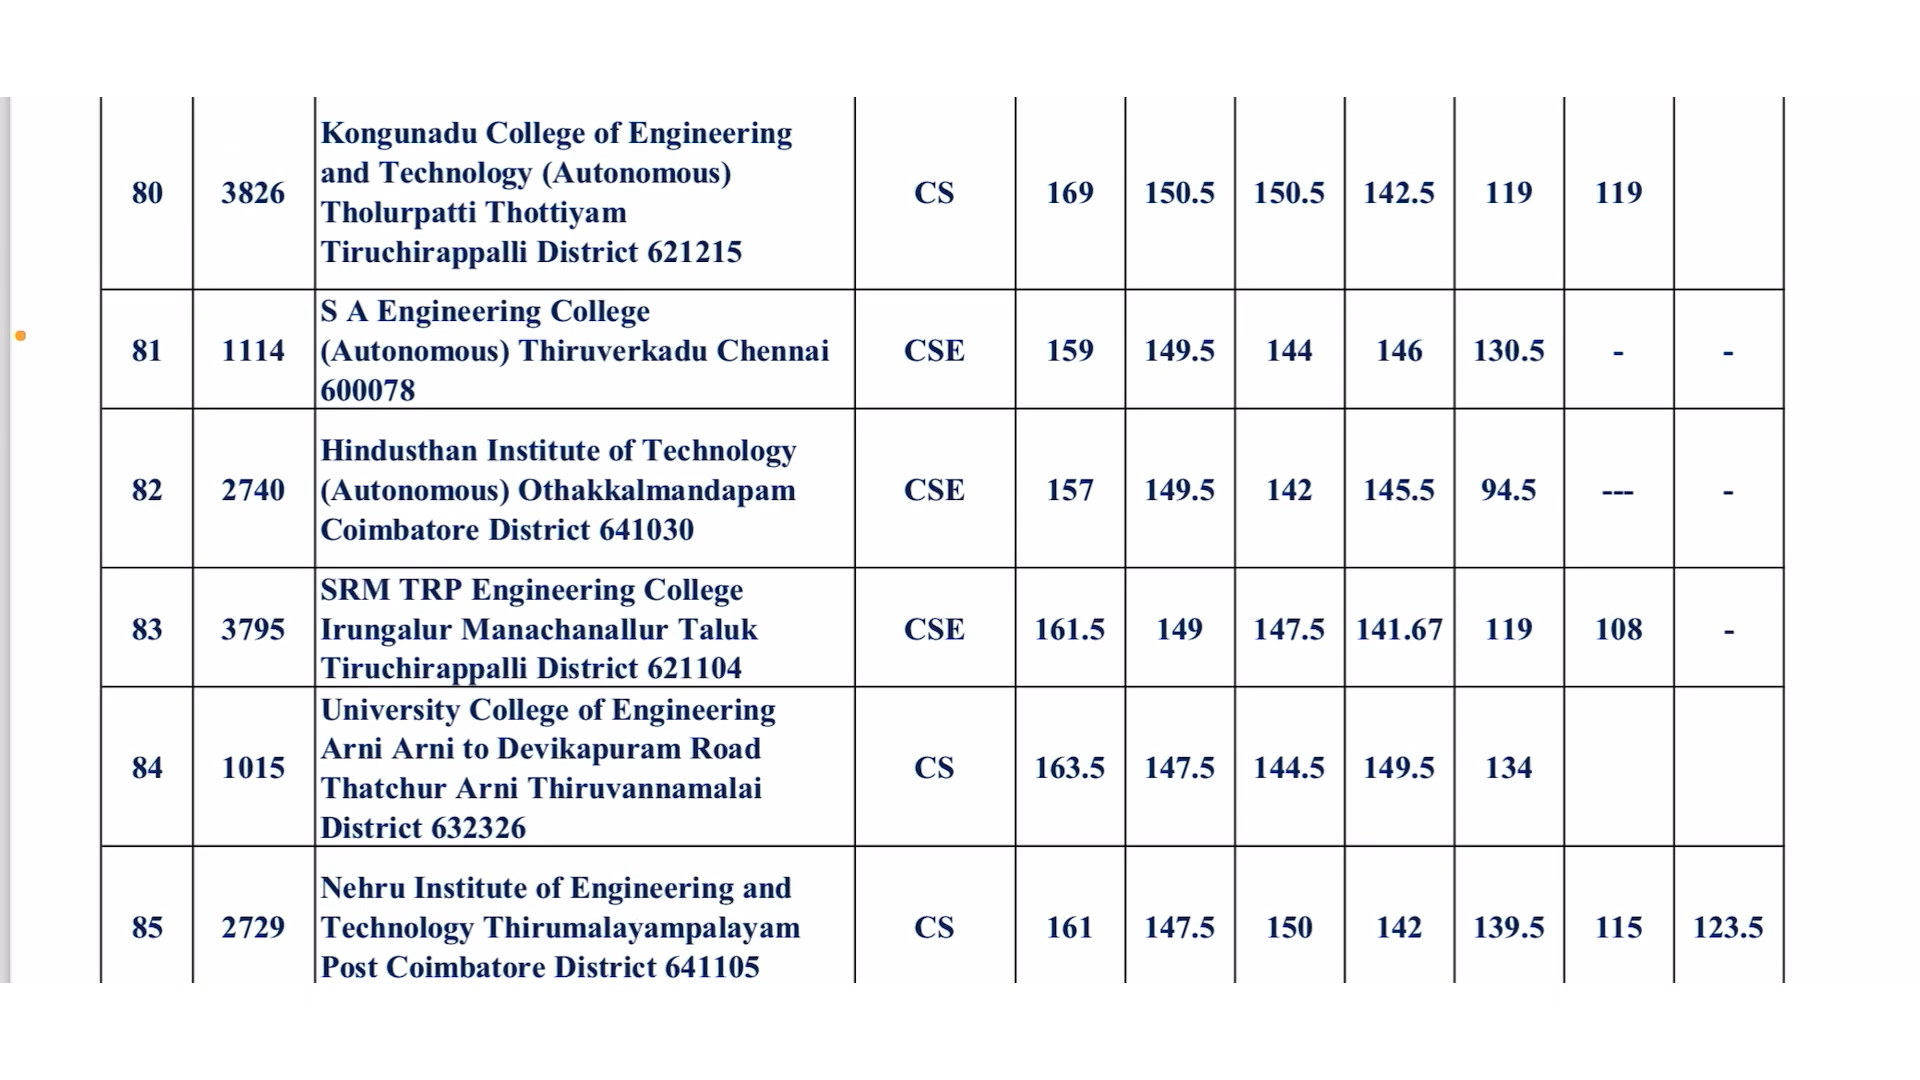 80 3826 Kongunadu College of Engineering
and Technology (Autonomous)
Tholurpatti Thottiyam
Tiruchirappalli District 621215 CS 169 150.5 150.5 142.5 119 119
81 1114 S A Engineering College
(Autonomous) Thiruverkadu Chennai
600078 CSE 159 149.5 144 146 130.5 - -
82 2740 Hindusthan Institute of Technology
(Autonomous) Othakkalmandapam
Coimbatore District 641030 CSE 157 149.5 142 145.5 94.5 --- -
83 3795 SRM TRP Engineering College
Irungalur Manachanallur Taluk
Tiruchirappalli District 621104 CSE 161.5 149 147.5 141.67 119 108 -
84 1015 University College of Engineering
Arni Arni to Devikapuram Road
Thatchur Arni Thiruvannamalai
District 632326 CS 163.5 147.5 144.5 149.5 134
85 2729 Nehru Institute of Engineering and
Technology Thirumalayampalayam
Post Coimbatore District 641105 CS 161 147.5 150 142 139.5 115 123.5